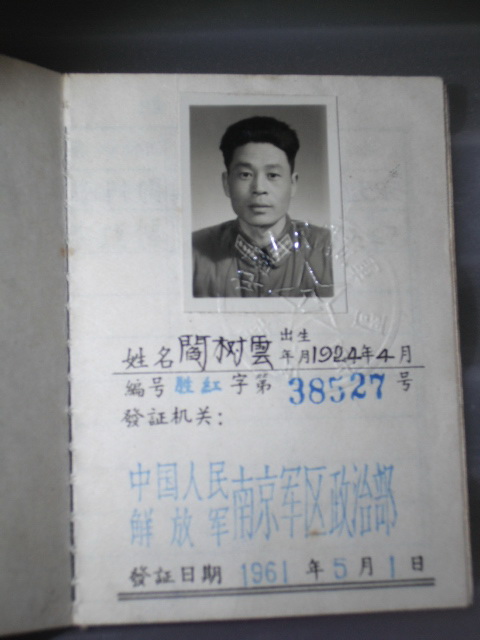 姓名 閻树雲 出生年月 1924年4月
编号 胜红 字第 38527 号
發証机关:
中国人民解放军 南京军区政治部
發証日期 1961 年 5 月 1 日